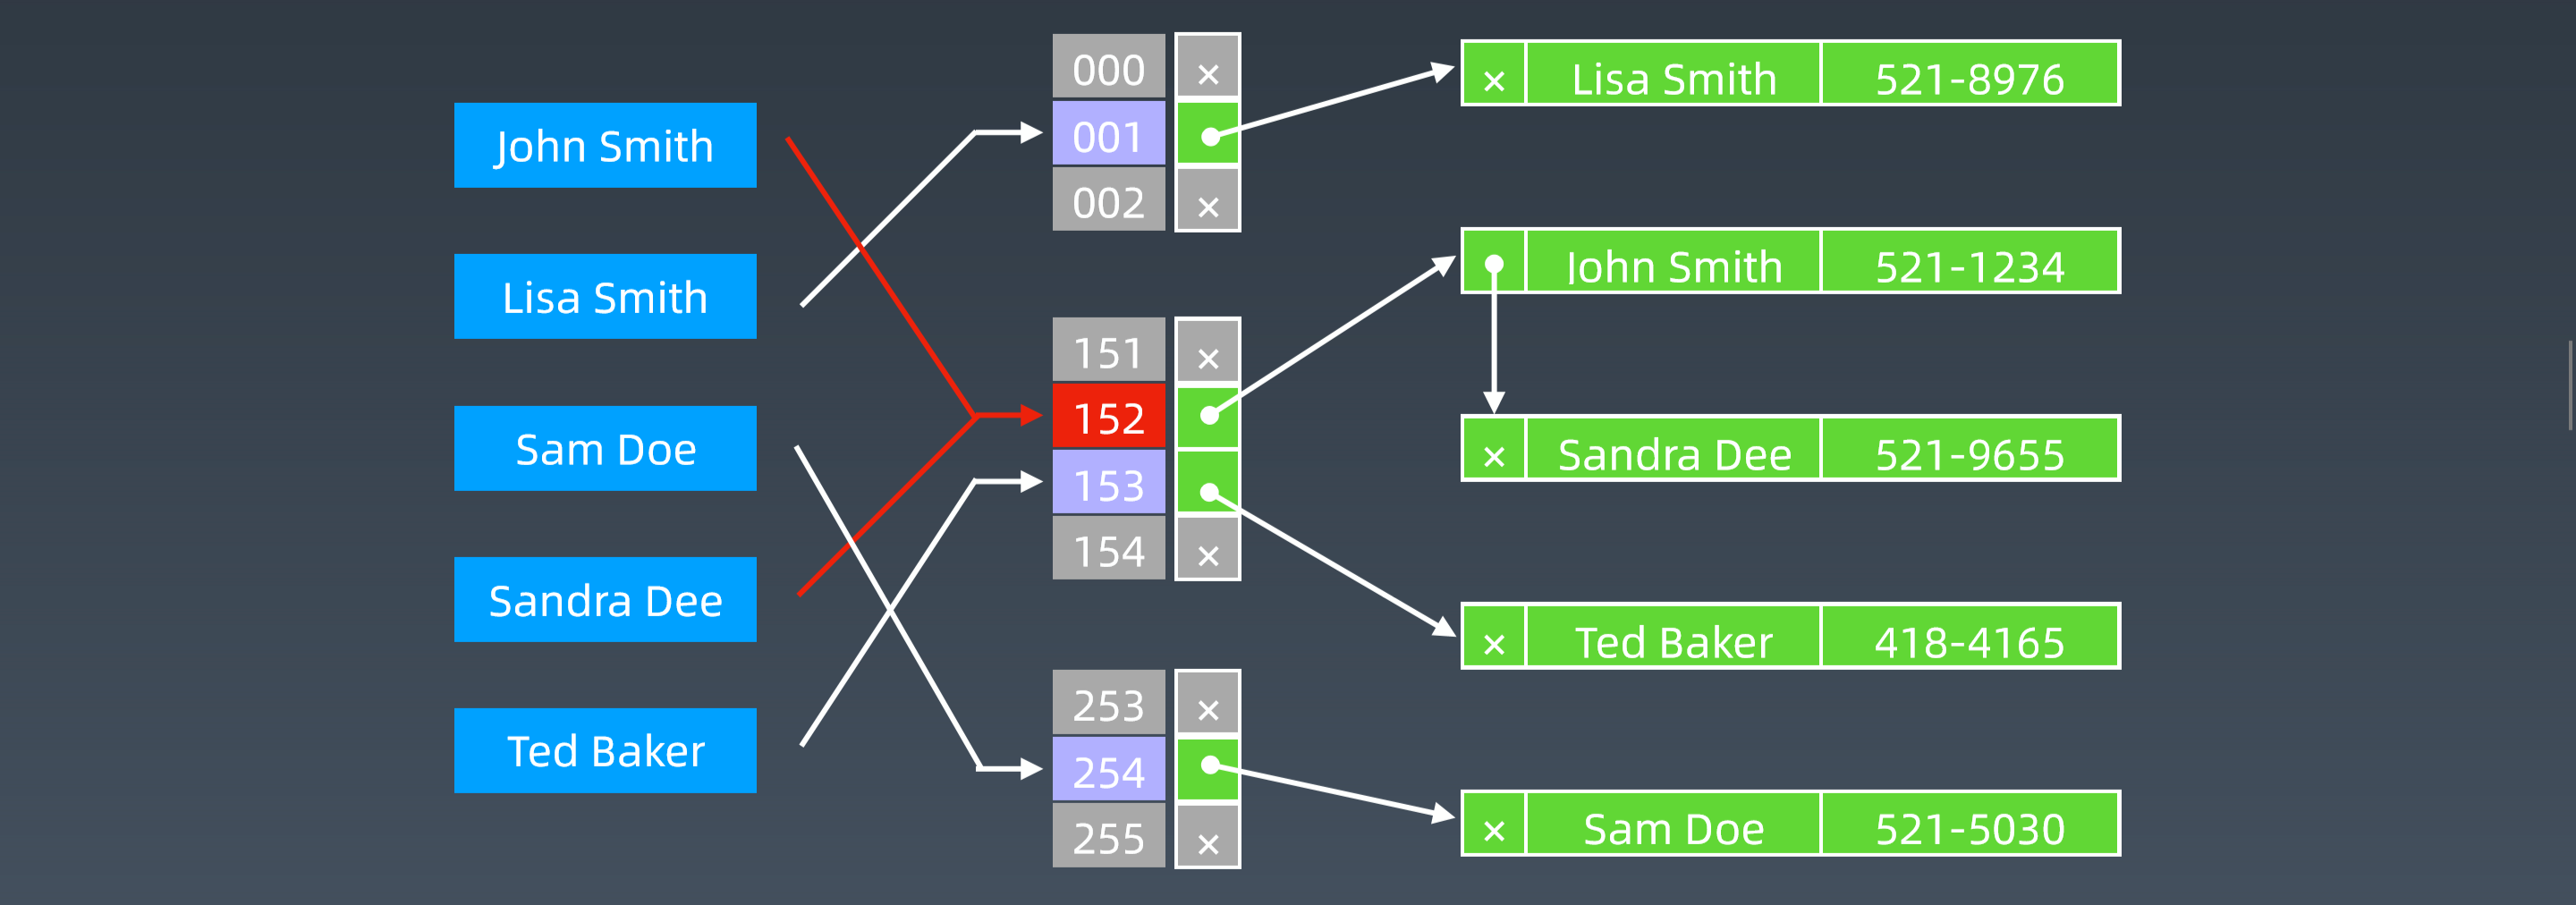 John Smith
Lisa Smith
Sam Doe
Sandra Dee
Ted Baker
000 ×
001
002 ×
151 ×
152
153
154 ×
253 ×
254
255 ×
× Lisa Smith 521-8976
John Smith 521-1234
× Sandra Dee 521-9655
× Ted Baker 418-4165
× Sam Doe 521-5030